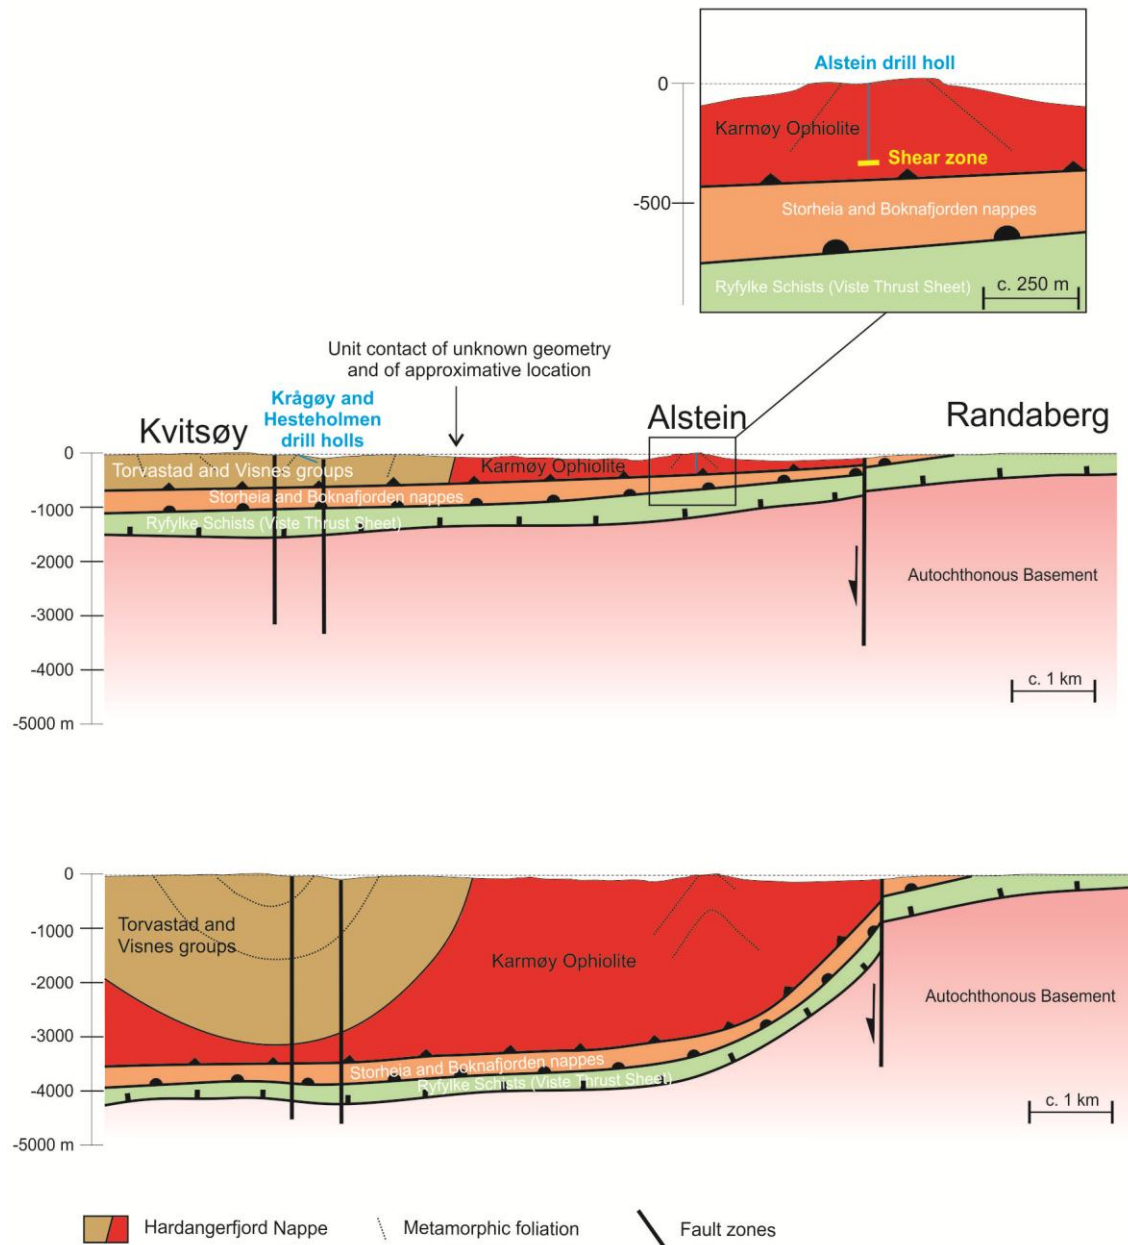 Alstein drill holl
0
Karmøy Ophiolite
Shear zone
-500
Storheia and Boknafjorden nappes
Ryfylke Schists (Viste Thrust Sheet)
c. 250 m
Unit contact of unknown geometry
and of approximative location
Krågøy and
Hesteholmen
drill holls
Kvitsøy
Alstein
Randaberg
0
Torvastad and Visnes groups
Karmøy Ophiolite
Storheia and Boknafjorden nappes
-1000
Ryfylke Schists (Viste Thrust Sheet)
-2000
Autochthonous Basement
-3000
-4000
c. 1 km
-5000 m
0
Torvastad and
Visnes groups
-1000
Karmøy Ophiolite
-2000
Autochthonous Basement
-3000
Storheia and Boknafjorden nappes
Ryfylke Schists (Viste Thrust Sheet)
-4000
c. 1 km
-5000 m
Hardangerfjord Nappe
Metamorphic foliation
Fault zones